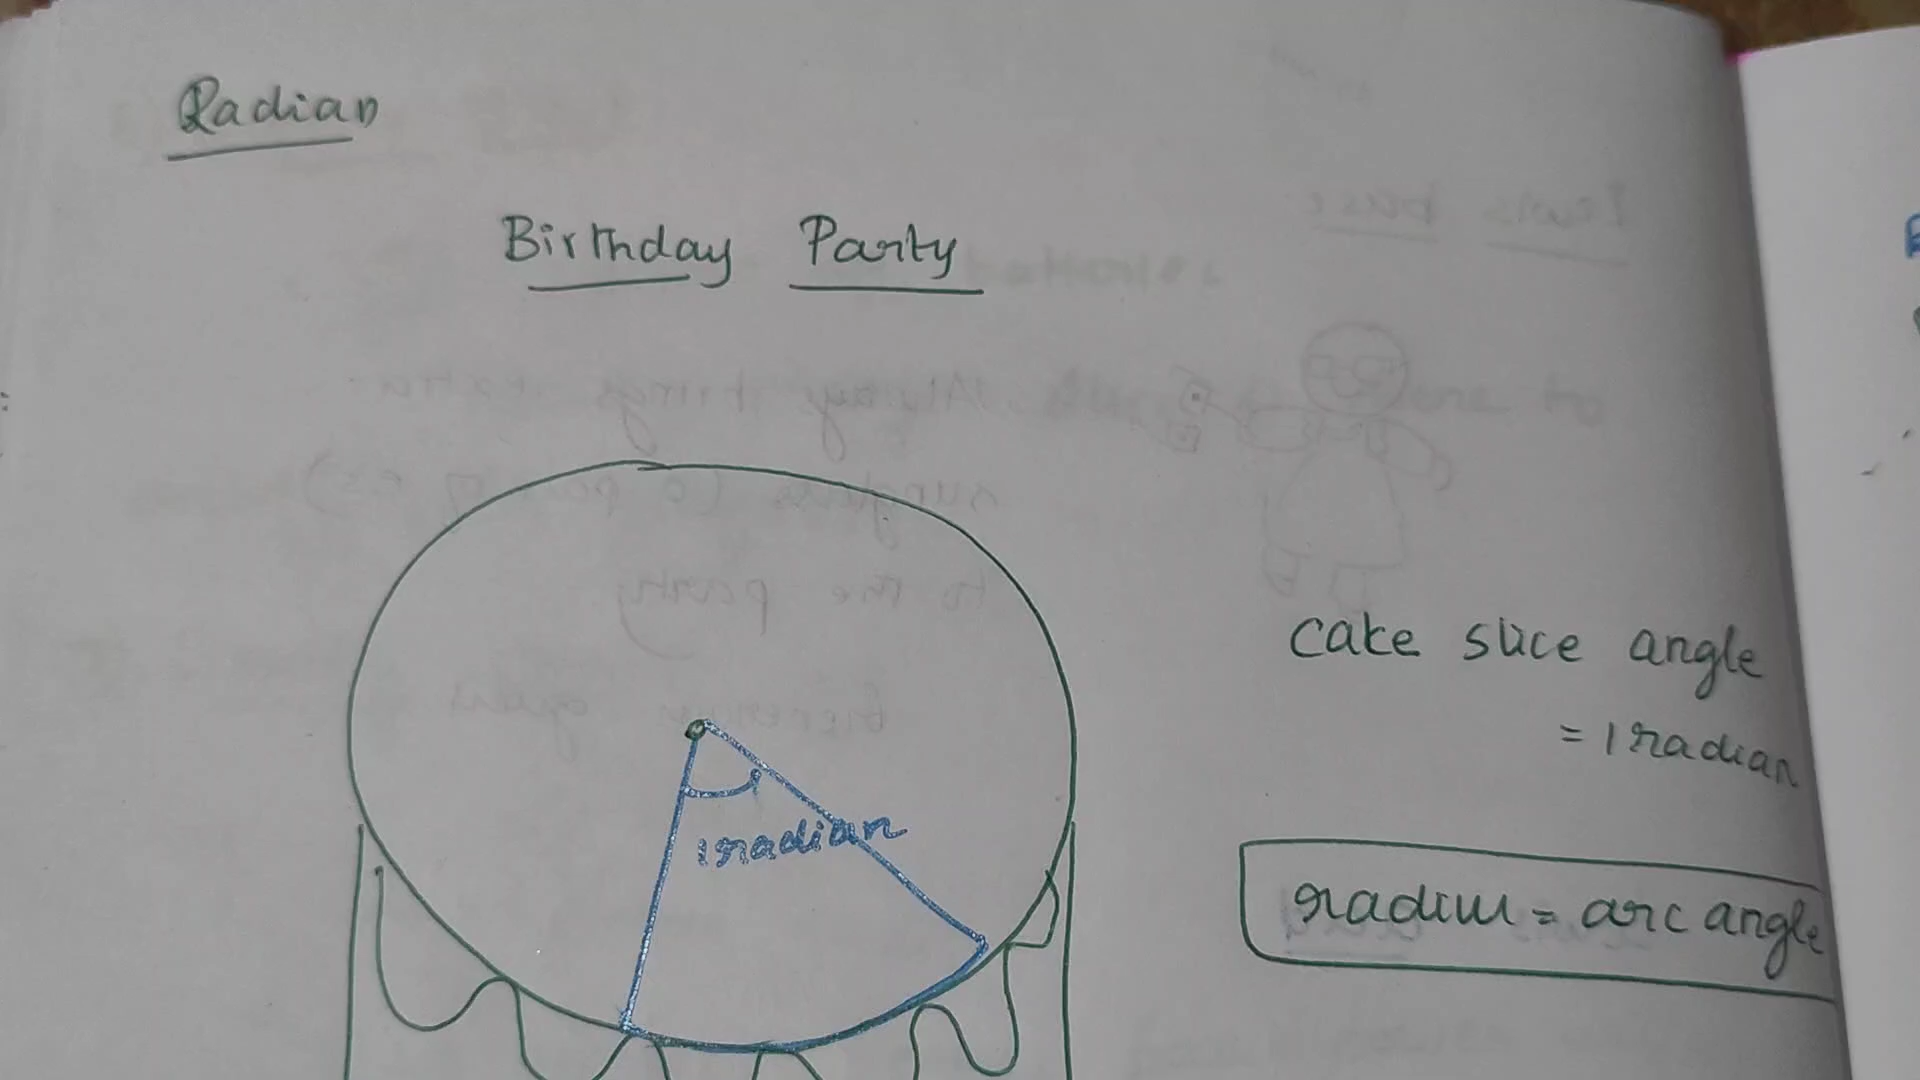 Radian
Birthday Party
cake slice angle
= 1 radian
1 radian
radius = arc angle